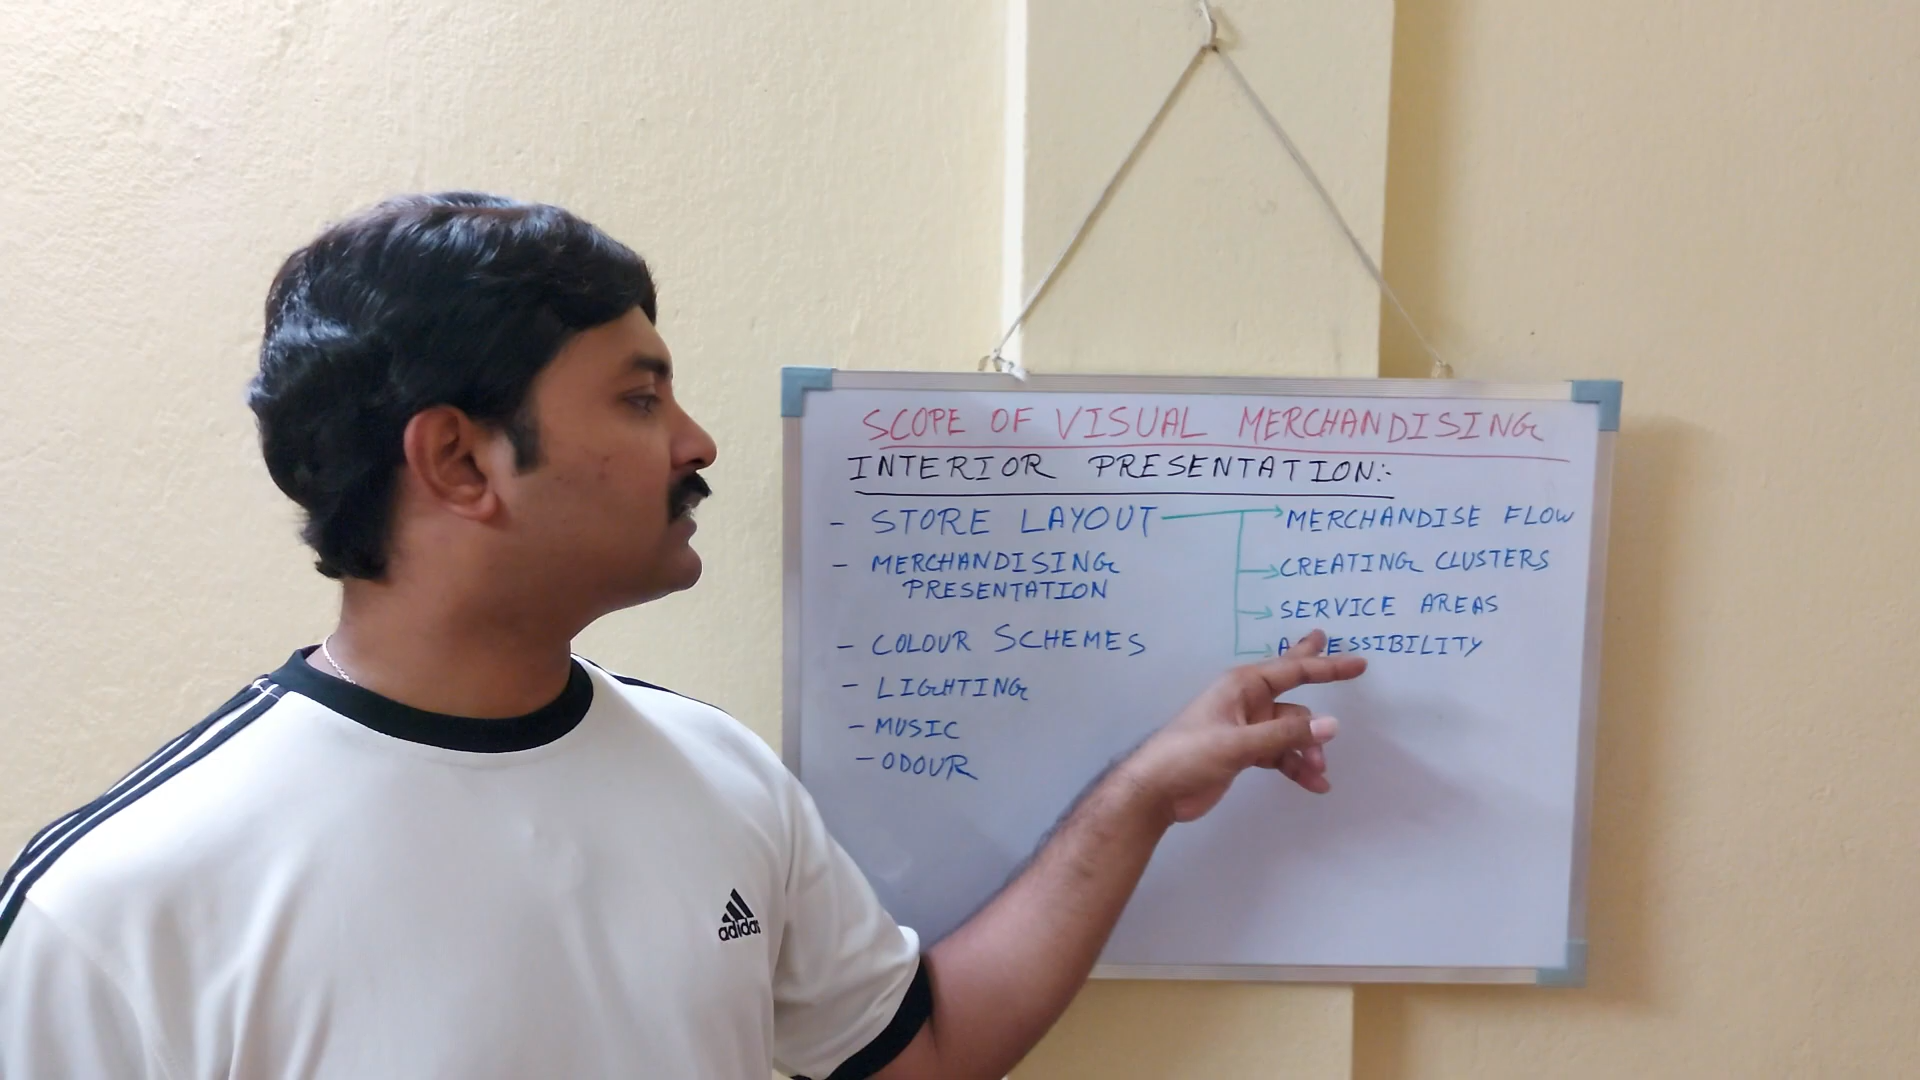 SCOPE OF VISUAL MERCHANDISING
INTERIOR PRESENTATION:-
- STORE LAYOUT
- MERCHANDISING
PRESENTATION
- COLOUR SCHEMES
- LIGHTING
- MUSIC
- ODOUR
MERCHANDISE FLOW
CREATING CLUSTERS
SERVICE AREAS
ACCESSIBILITY
adidas